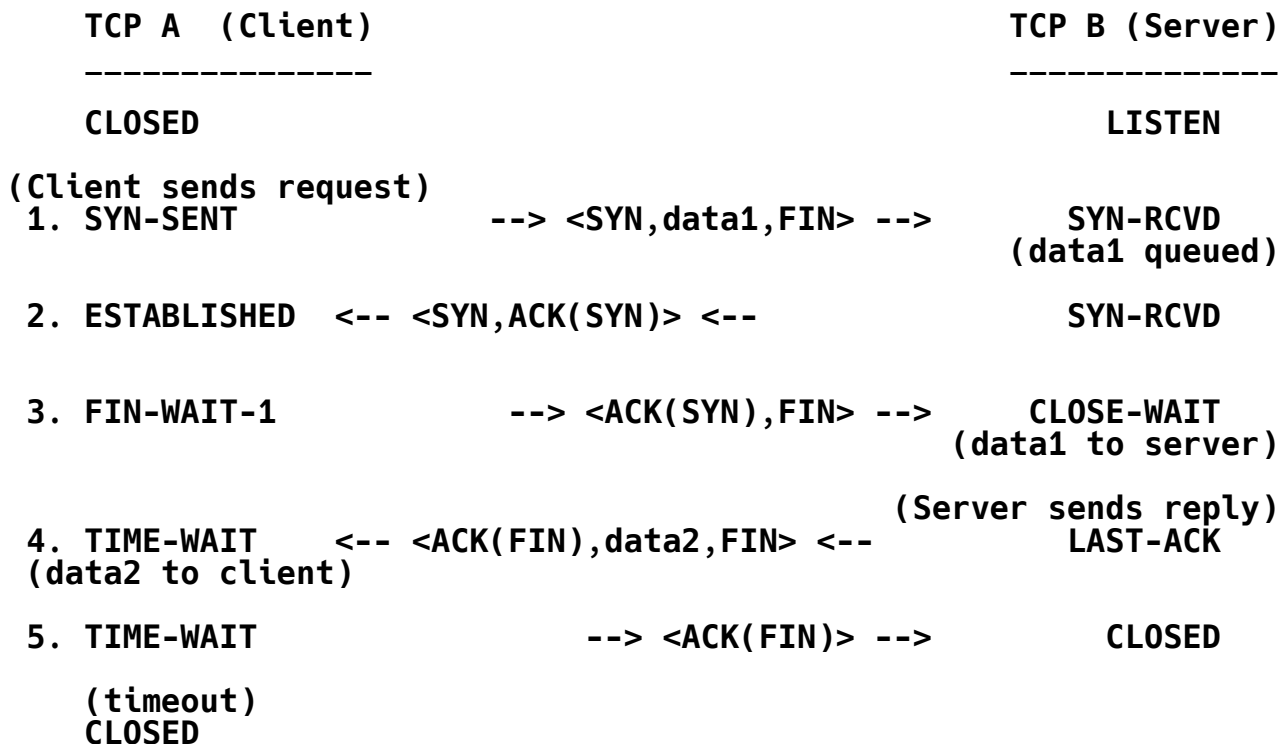 TCP A  (Client)                                 TCP B (Server)
_______________                                 ______________
CLOSED                                               LISTEN
(Client sends request)
1. SYN-SENT             --> <SYN,data1,FIN> -->       SYN-RCVD
(data1 queued)
2. ESTABLISHED  <-- <SYN,ACK(SYN)> <--                SYN-RCVD
3. FIN-WAIT-1            --> <ACK(SYN),FIN> -->     CLOSE-WAIT
(data1 to server)
(Server sends reply)
4. TIME-WAIT    <-- <ACK(FIN),data2,FIN> <--          LAST-ACK
(data2 to client)
5. TIME-WAIT                 --> <ACK(FIN)> -->         CLOSED
(timeout)
CLOSED